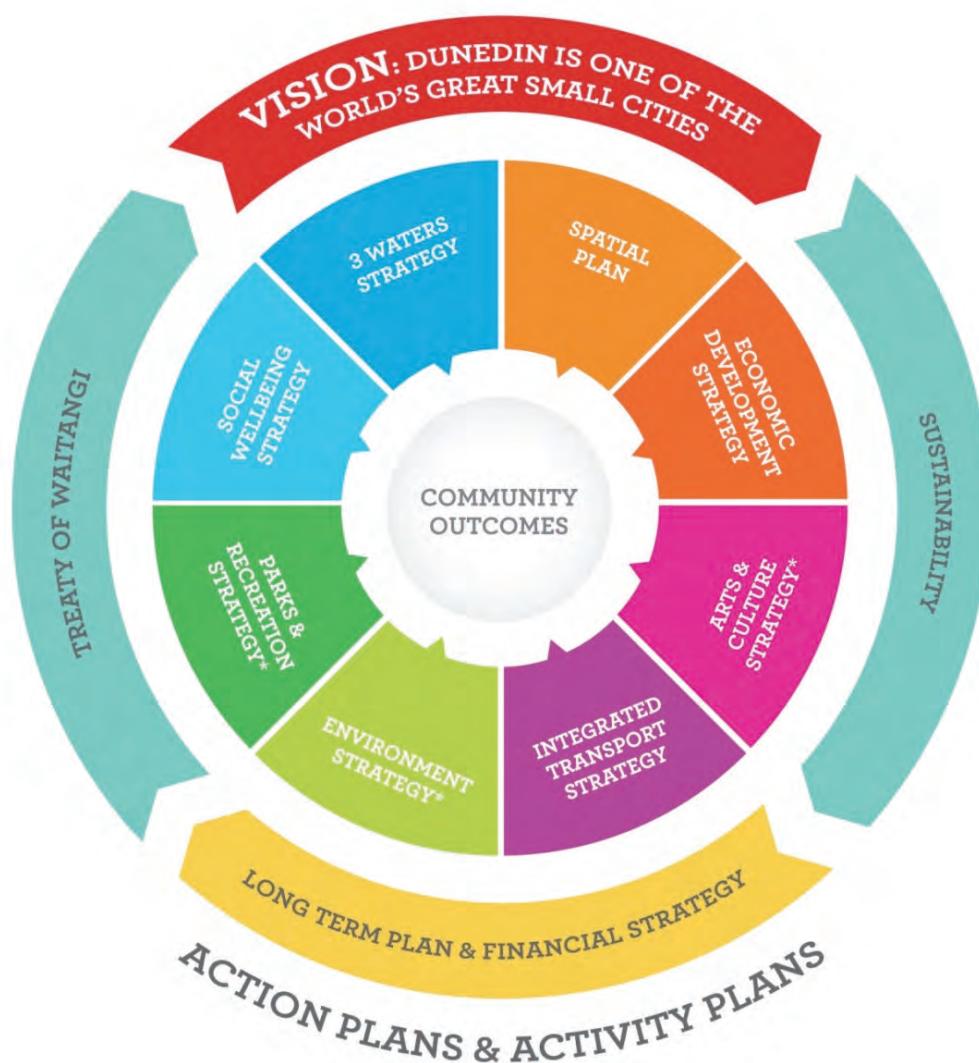 VISION: DUNEDIN IS ONE OF THE
WORLD'S GREAT SMALL CITIES
3 WATERS
STRATEGY
SPATIAL
PLAN
ECONOMIC
DEVELOPMENT
STRATEGY
ARTS &
CULTURE
STRATEGY*
INTEGRATED
TRANSPORT
STRATEGY
ENVIRONMENT
STRATEGY*
PARKS &
RECREATION
STRATEGY*
SOCIAL
WELLBEING
STRATEGY
COMMUNITY
OUTCOMES
TREATY OF WAITANGI
SUSTAINABILITY
LONG TERM PLAN & FINANCIAL STRATEGY
ACTION PLANS & ACTIVITY PLANS